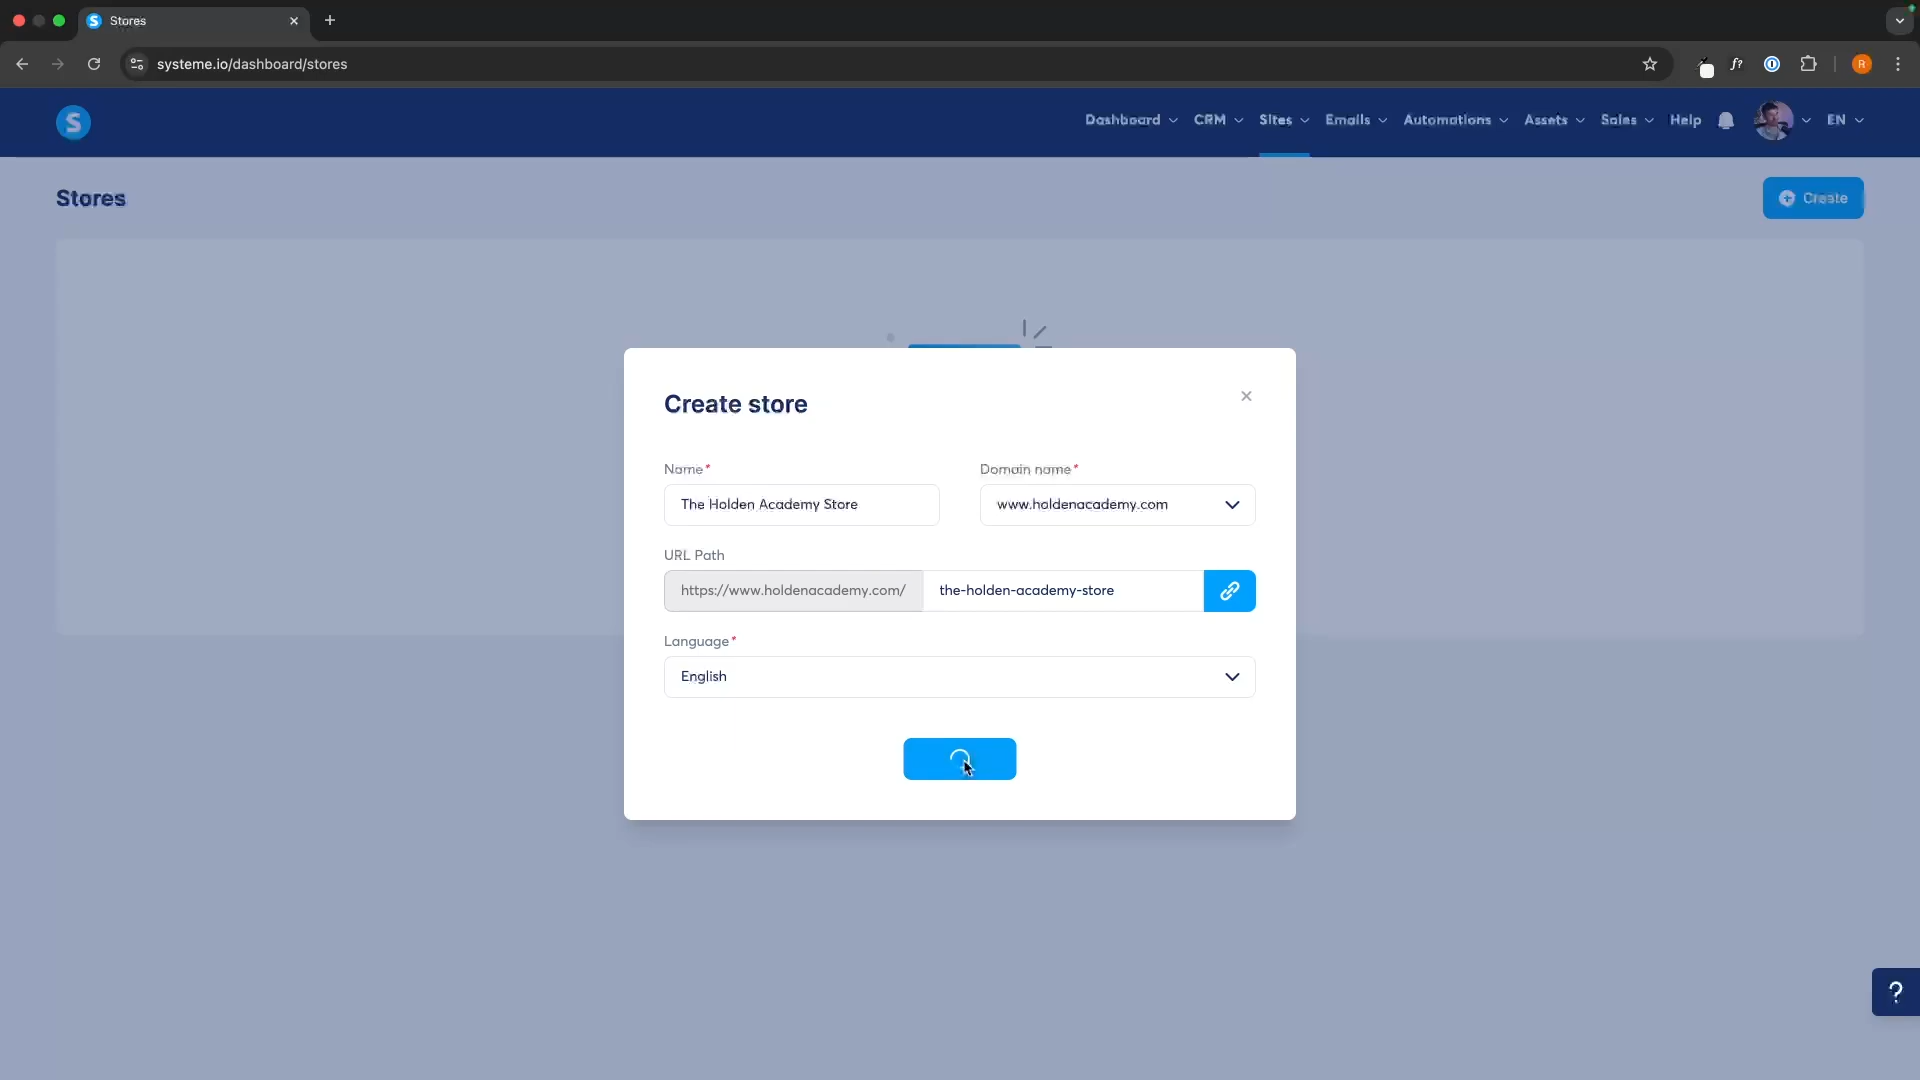 Stores
systeme.io/dashboard/stores
f?
R
S
Dashboard CRM Sites Emails Automations Assets Sales Help EN
Stores
Create
Create store
Name* Domain name*
The Holden Academy Store www.holdenacademy.com
URL Path
https://www.holdenacademy.com/ the-holden-academy-store
Language*
English
?